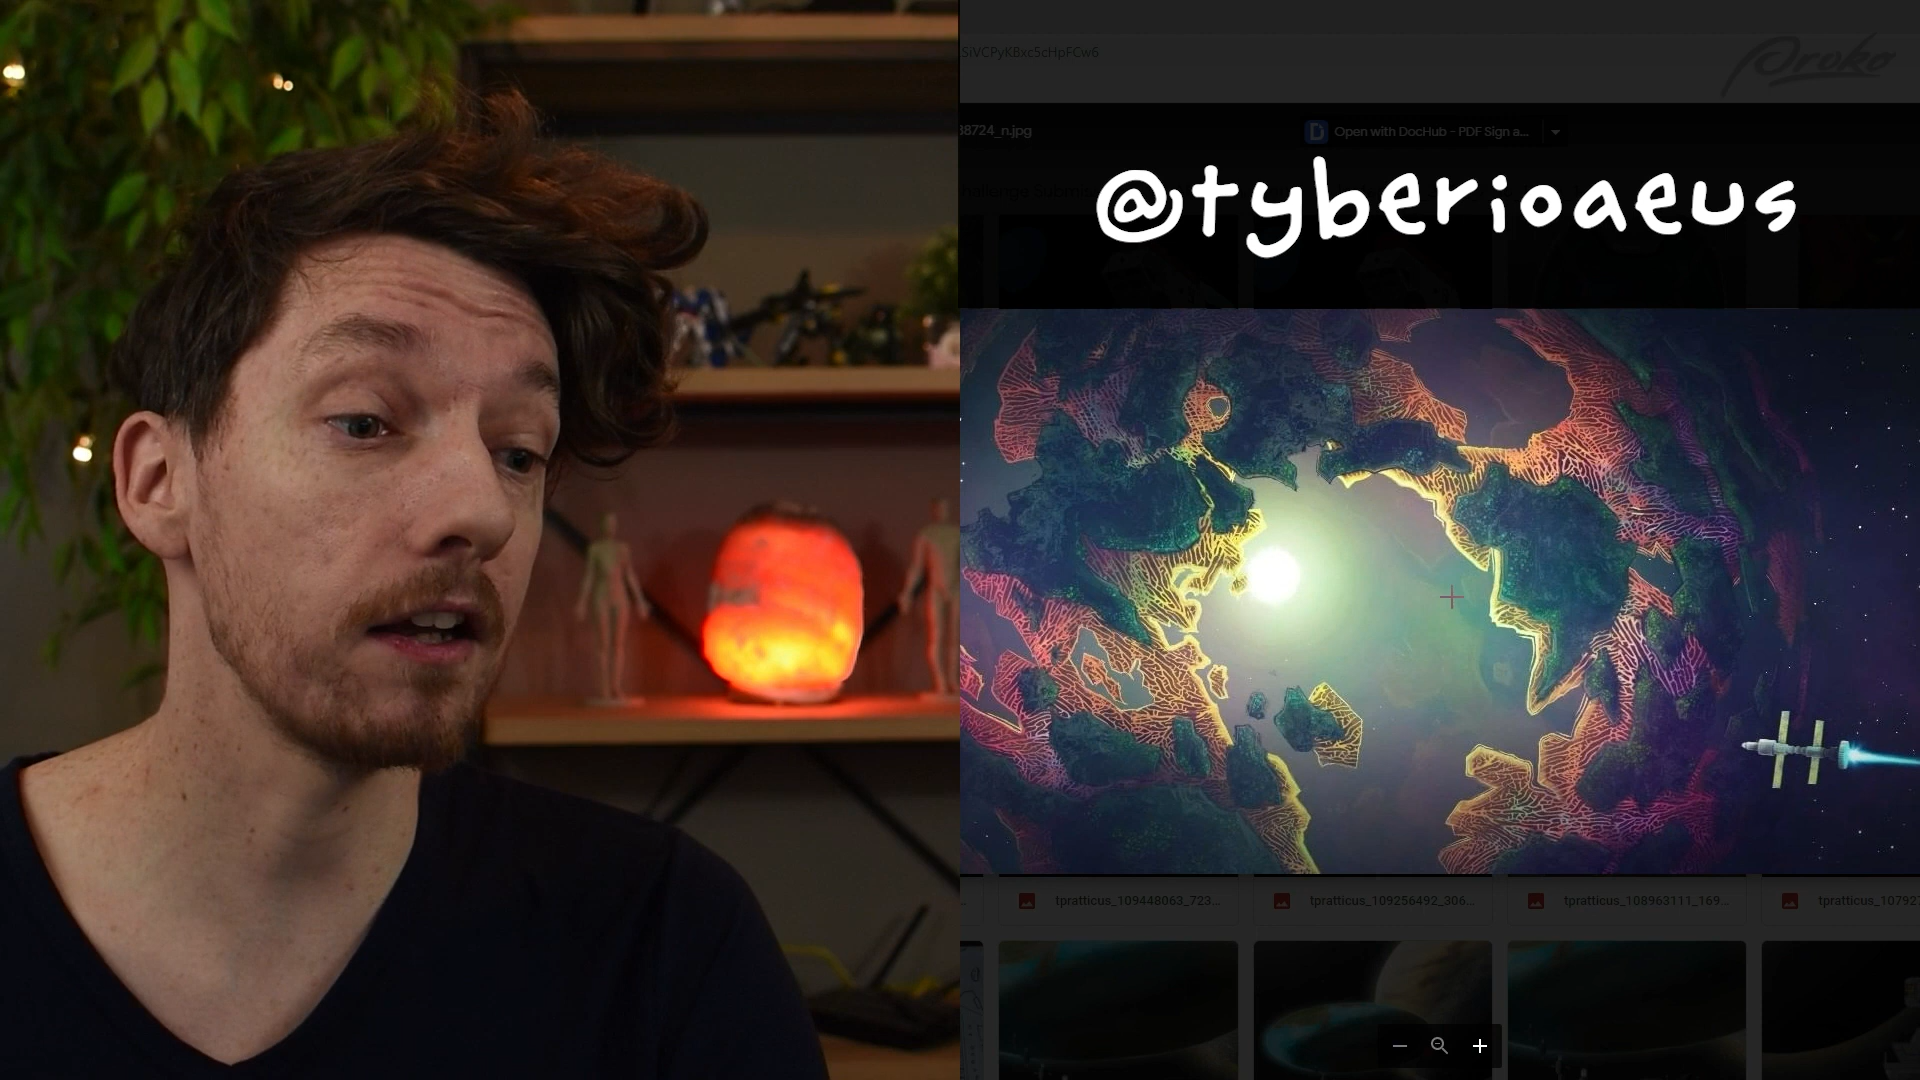 SiVCPyKBxc5cHpFCw6
Proko
38724_n.jpg
Open with DocHub - PDF Sign a...
@tyberioaeus
tpratticus_109448063_723...
tpratticus_109256492_306...
tpratticus_108963111_169...
tpratticus_10792